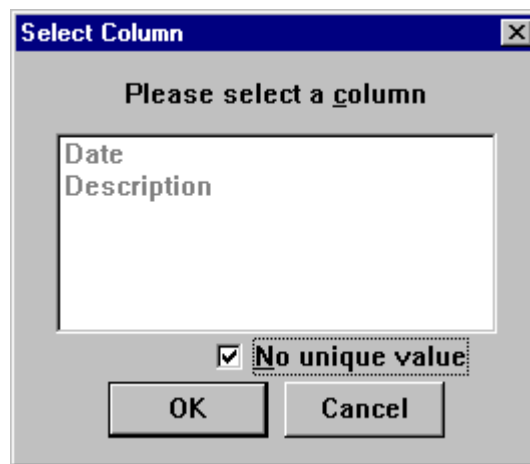 Select Column
Please select a column
Date
Description
No unique value
OK
Cancel